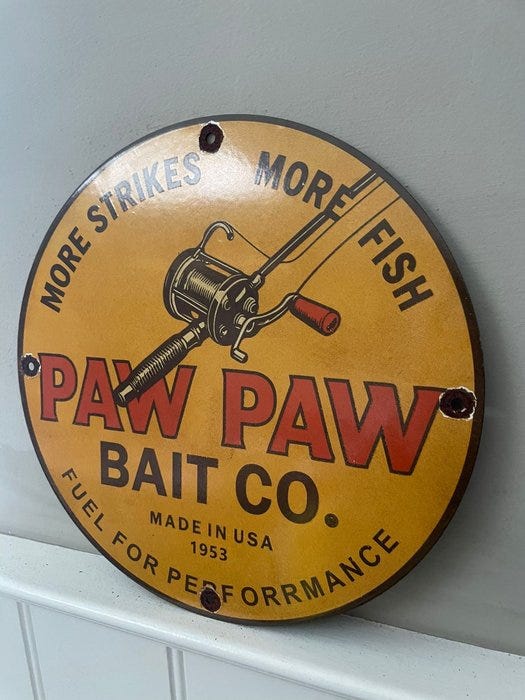 MORE STRIKES MORE FISH
PAW PAW
BAIT CO.
MADE IN USA
1953
FUEL FOR PERFORRMANCE